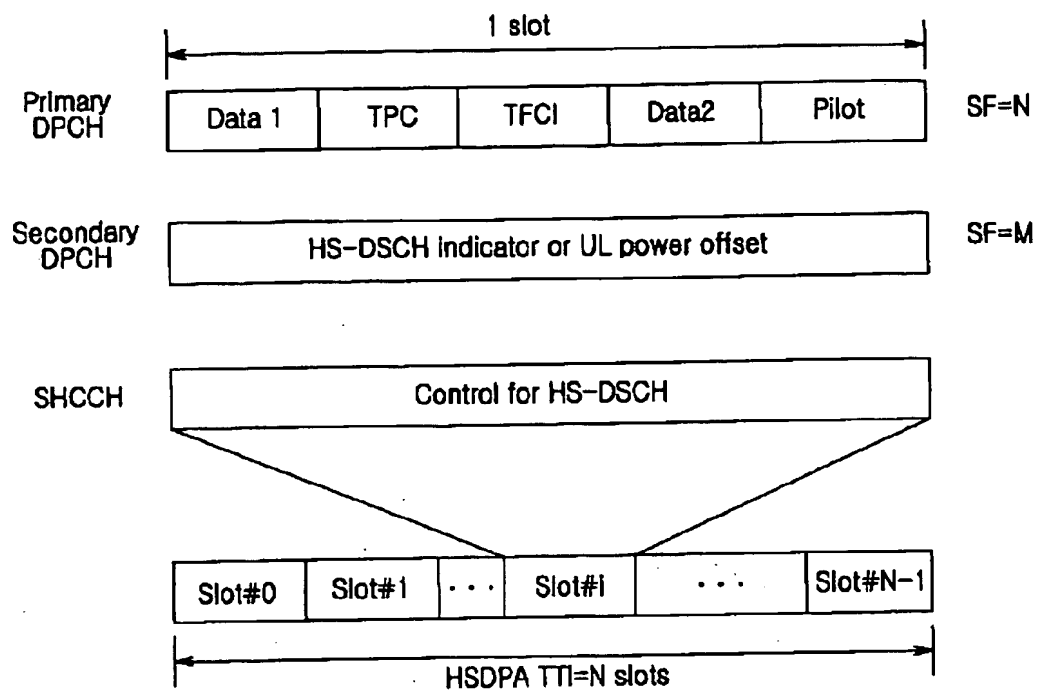 1 slot
Primary DPCH
Data 1 TPC TFCI Data2 Pilot
SF=N
Secondary DPCH
HS-DSCH indicator or UL power offset
SF=M
SHCCH
Control for HS-DSCH
Slot#0 Slot#1 ··· Slot#i ··· Slot#N-1
HSDPA TTI=N slots